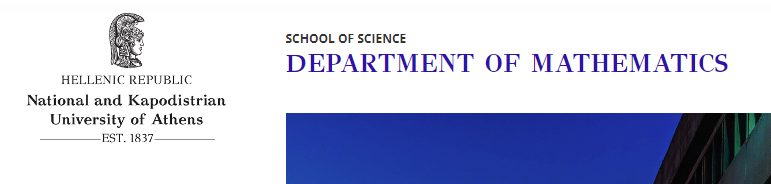 HELLENIC REPUBLIC
National and Kapodistrian
University of Athens
EST. 1837
SCHOOL OF SCIENCE
DEPARTMENT OF MATHEMATICS